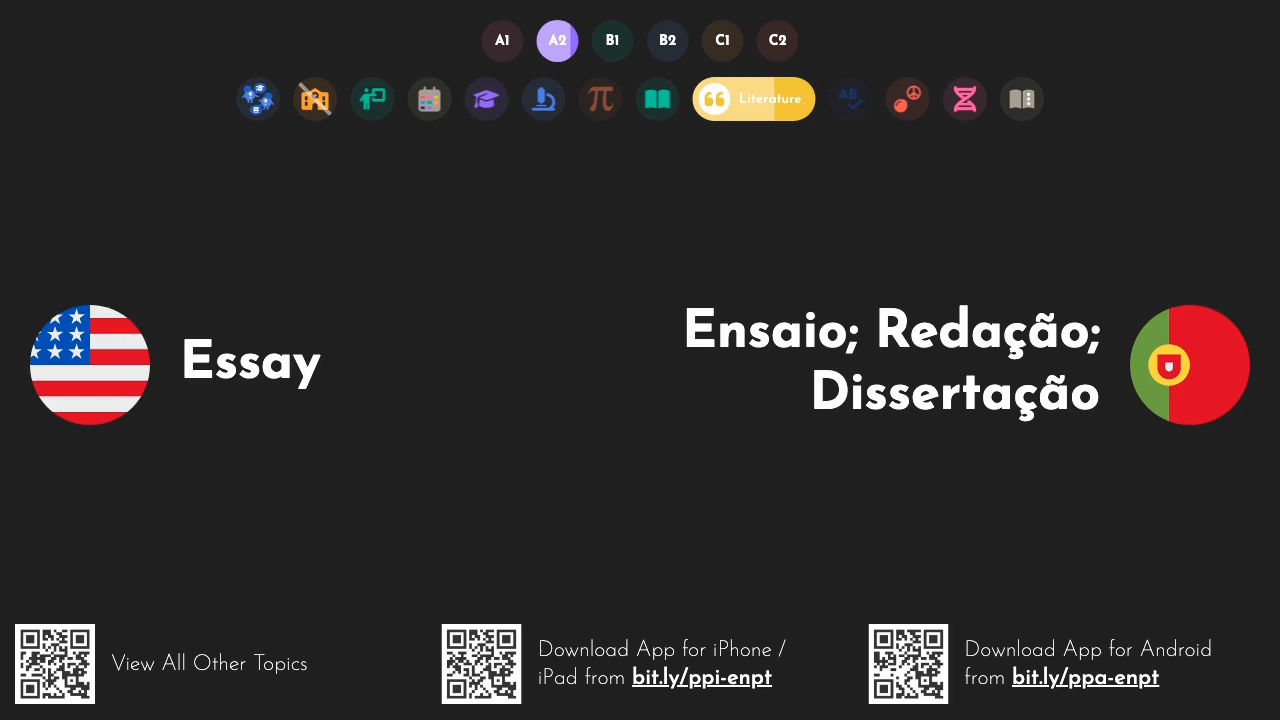 A1 A2 B1 B2 C1 C2
Literature
Essay
Ensaio; Redação;
Dissertação
View All Other Topics
Download App for iPhone /
iPad from bit.ly/ppi-enpt
Download App for Android
from bit.ly/ppa-enpt